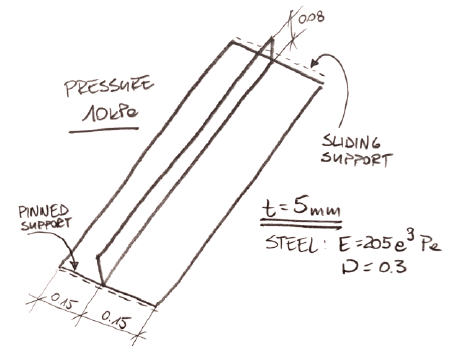 0.08
PRESSURE
10kPa
SLIDING
SUPPORT
PINNED
SUPPORT
t=5mm
STEEL: E=205e³ Pa
ν=0.3
0.15
0.15